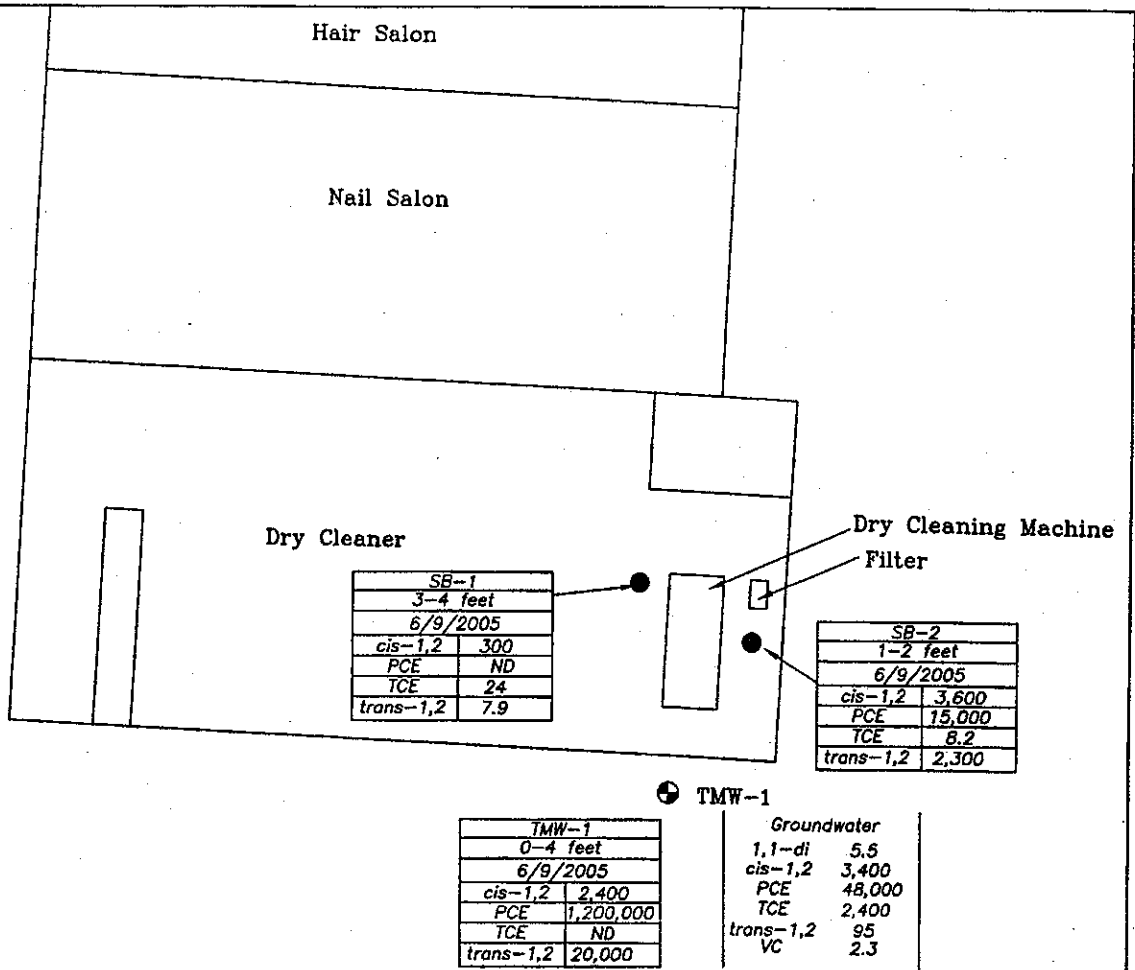 Hair Salon
Nail Salon
Dry Cleaner
Dry Cleaning Machine
Filter
SB-1
3-4 feet
6/9/2005
cis-1,2 300
PCE ND
TCE 24
trans-1,2 7.9
SB-2
1-2 feet
6/9/2005
cis-1,2 3,600
PCE 15,000
TCE 8.2
trans-1,2 2,300
TMW-1
TMW-1
0-4 feet
6/9/2005
cis-1,2 2,400
PCE 1,200,000
TCE ND
trans-1,2 20,000
Groundwater
1,1-di 5.5
cis-1,2 3,400
PCE 48,000
TCE 2,400
trans-1,2 95
VC 2.3